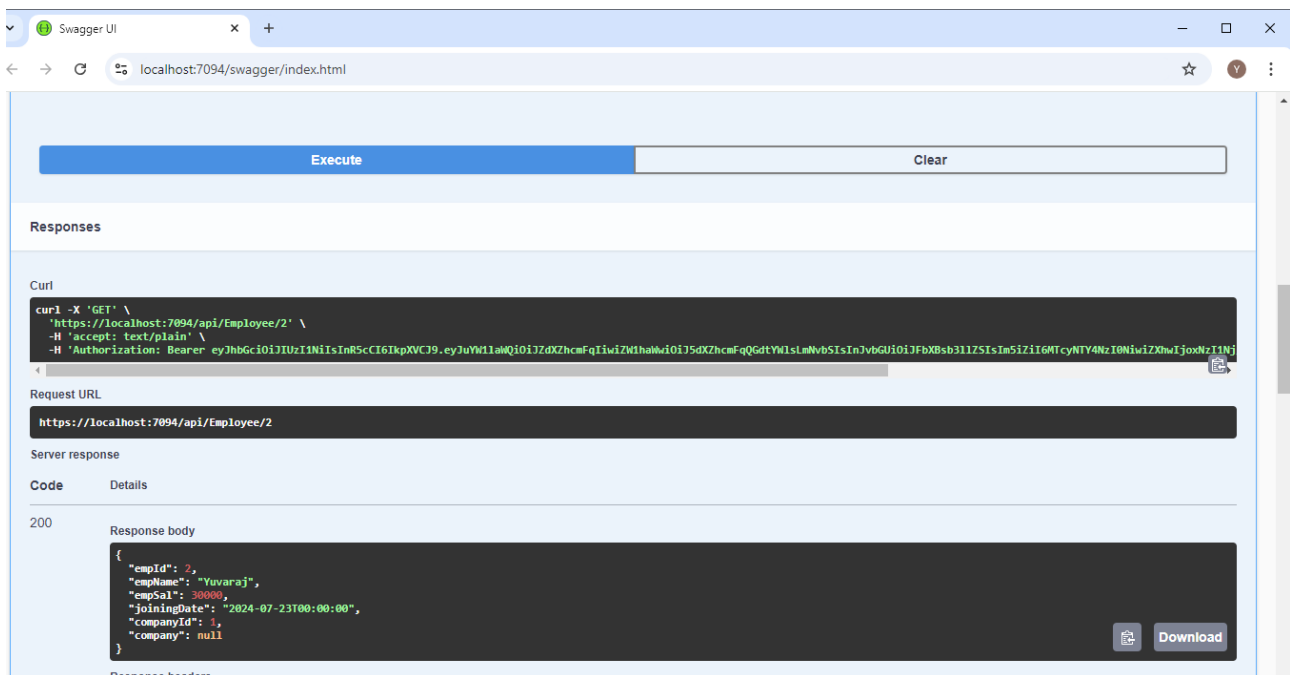 Swagger UI
localhost:7094/swagger/index.html
Y
Execute
Clear
Responses
Curl
curl -X 'GET' \
'https://localhost:7094/api/Employee/2' \
-H 'accept: text/plain' \
-H 'Authorization: Bearer eyJhbGciOiJIUzI1NiIsInR5cCI6IkpXVCJ9.eyJuYW1laWQiOiJZdXZhcmFqIiwiZW1haWwiOiJ5dXZhcmFqQGdtYWlsLmNvbSIsInJvbGUiOiJFbXBsb3llZSIsIm5iZiI6MTcyNTY4NzI0NiwiZXhwIjoxNzI1Nj
Request URL
https://localhost:7094/api/Employee/2
Server response
Code Details
200
Response body
{
"empId": 2,
"empName": "Yuvaraj",
"empSal": 30000,
"joiningDate": "2024-07-23T00:00:00",
"companyId": 1,
"company": null
}
Download
Response headers